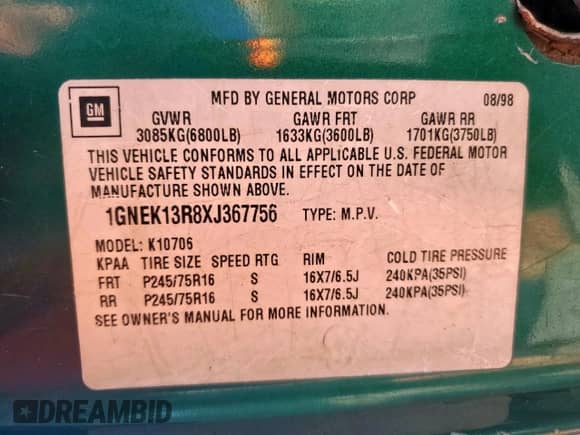 GM
MFD BY GENERAL MOTORS CORP 08/98
GVWR GAWR FRT GAWR RR
3085KG(6800LB) 1633KG(3600LB) 1701KG(3750LB)
THIS VEHICLE CONFORMS TO ALL APPLICABLE U.S. FEDERAL MOTOR
VEHICLE SAFETY STANDARDS IN EFFECT ON THE DATE OF
MANUFACTURE SHOWN ABOVE.
1GNEK13R8XJ367756 TYPE: M.P.V.
MODEL: K10706
KPAA TIRE SIZE SPEED RTG RIM COLD TIRE PRESSURE
FRT P245/75R16 S 16X7/6.5J 240KPA(35PSI)
RR P245/75R16 S 16X7/6.5J 240KPA(35PSI)
SEE OWNER'S MANUAL FOR MORE INFORMATION.
DREAMBID